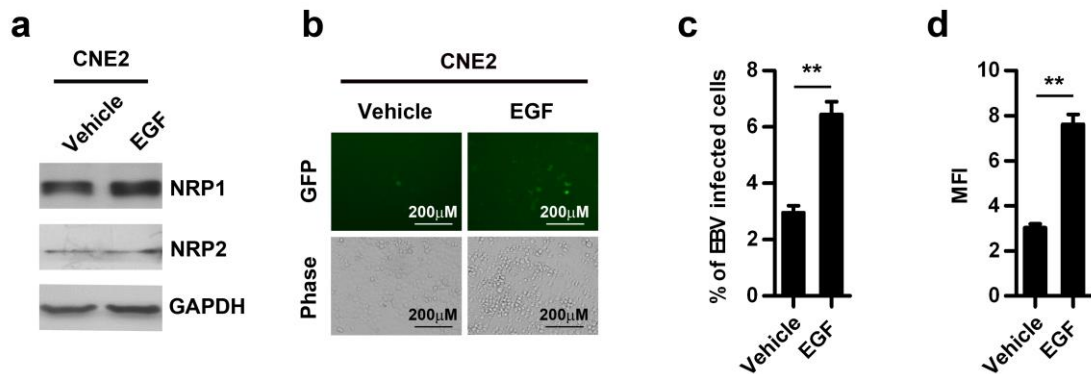 a
CNE2
Vehicle
EGF
NRP1
NRP2
GAPDH
b
CNE2
Vehicle
EGF
GFP
200μM
200μM
Phase
200μM
200μM
c
% of EBV infected cells
8
6
4
2
0
**
Vehicle
EGF
d
MFI
10
8
6
4
2
0
**
Vehicle
EGF